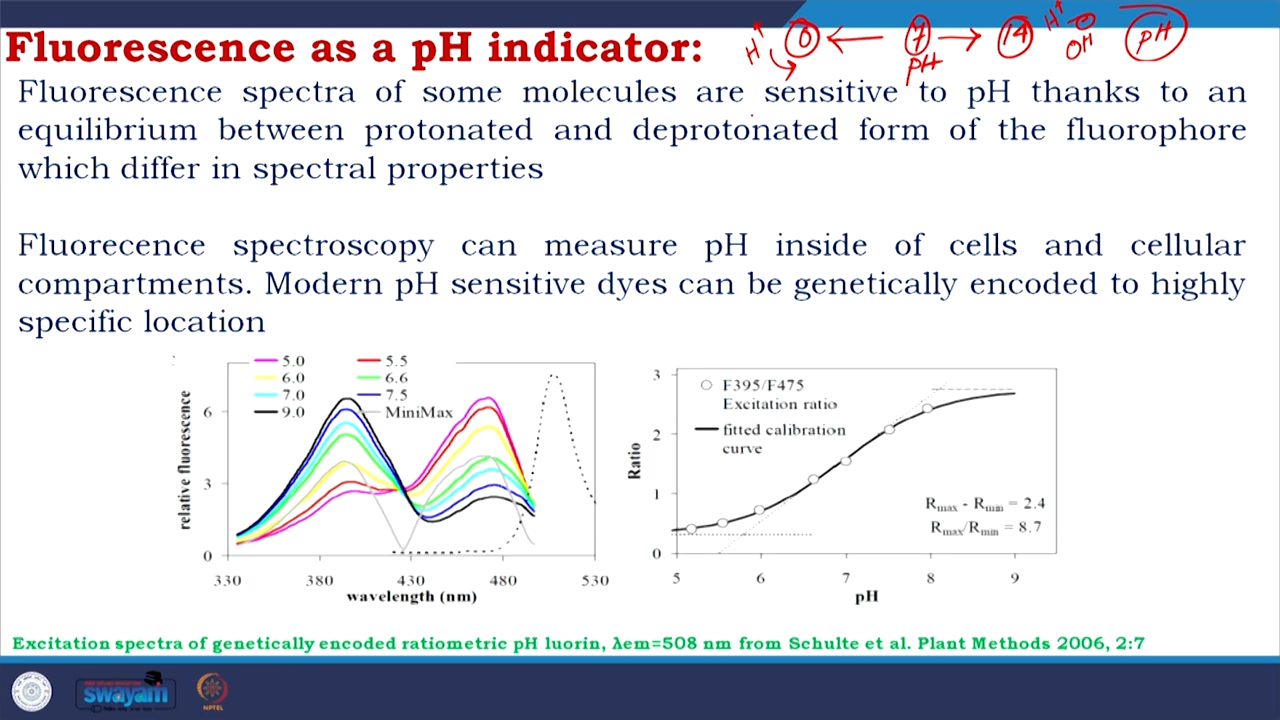 Fluorescence as a pH indicator:
H+ 0 ← 7 → 14 H+ OH pH
pH
Fluorescence spectra of some molecules are sensitive to pH thanks to an
equilibrium between protonated and deprotonated form of the fluorophore
which differ in spectral properties
Fluorecence spectroscopy can measure pH inside of cells and cellular
compartments. Modern pH sensitive dyes can be genetically encoded to highly
specific location
5.0 5.5
6.0 6.6
7.0 7.5
9.0 MiniMax
relative fluorescence
6
3
0
330 380 430 480 530
wavelength (nm)
F395/F475
Excitation ratio
fitted calibration
curve
Ratio
3
2
1
0
Rmax - Rmin = 2.4
Rmax/Rmin = 8.7
5 6 7 8 9
pH
Excitation spectra of genetically encoded ratiometric pH luorin, λem=508 nm from Schulte et al. Plant Methods 2006, 2:7
swayam
NPTEL